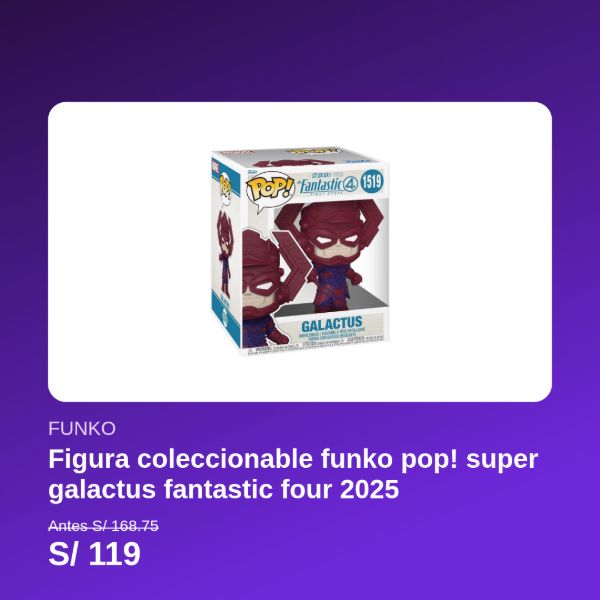 POP!
Fantastic 4
1519
GALACTUS
FUNKO
Figura coleccionable funko pop! super
galactus fantastic four 2025
Antes S/ 168.75
S/ 119